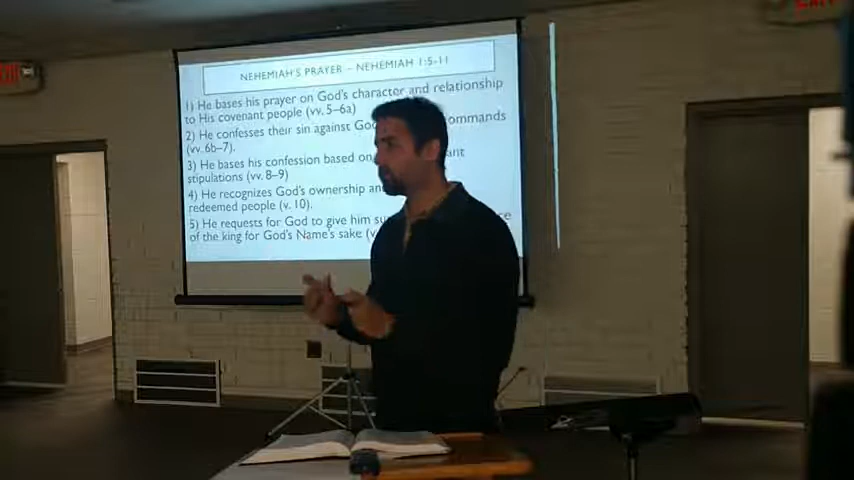 NEHEMIAH'S PRAYER – NEHEMIAH 1:5-11
1) He bases his prayer on God's character and relationship
to His covenant people (vv. 5-6a)
2) He confesses their sin against God commands
(vv. 6b-7).
3) He bases his confession based on
stipulations (vv. 8-9)
4) He recognizes God's ownership
redeemed people (v. 10).
5) He requests for God to give him
of the king for God's Name's sake